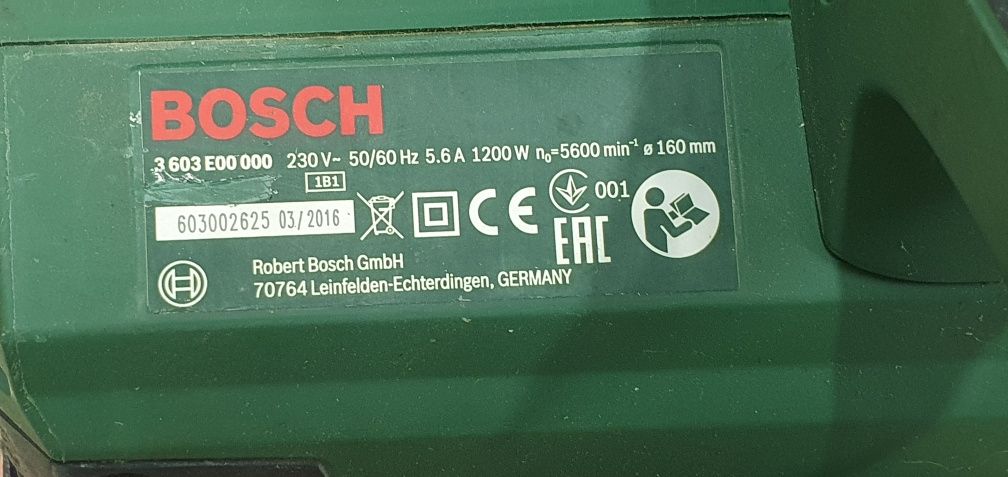 BOSCH
3 603 E00 000 230 V~ 50/60 Hz 5.6 A 1200 W n₀=5600 min⁻¹ ø 160 mm
1B1
603002625 03/2016
CE
001
EAC
Robert Bosch GmbH
70764 Leinfelden-Echterdingen, GERMANY